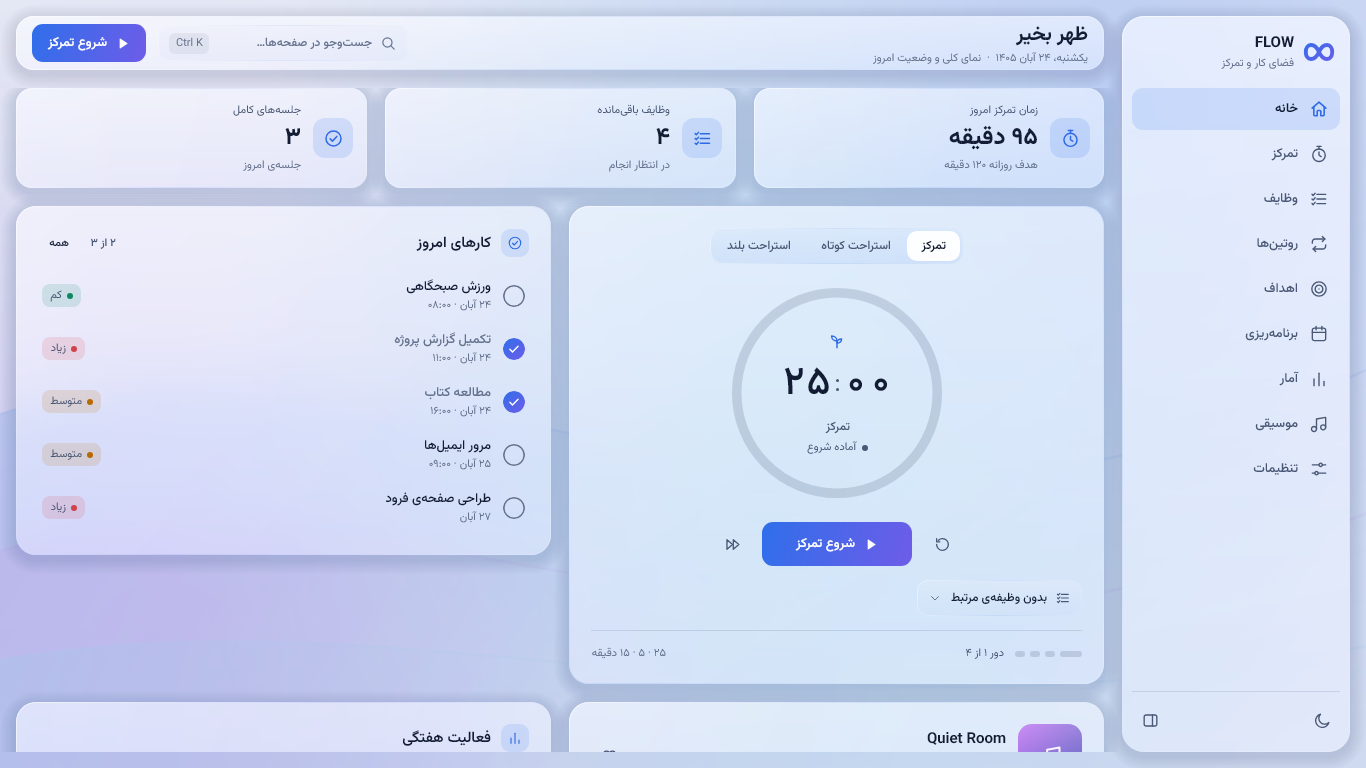 FLOW
فضای کار و تمرکز
خانه
تمرکز
وظایف
روتین‌ها
اهداف
برنامه‌ریزی
آمار
موسیقی
تنظیمات
ظهر بخیر
یکشنبه، ۲۴ آبان ۱۴۰۵ · نمای کلی و وضعیت امروز
جست‌وجو در صفحه‌ها…
Ctrl K
شروع تمرکز
زمان تمرکز امروز
۹۵ دقیقه
هدف روزانه ۱۲۰ دقیقه
وظایف باقی‌مانده
۴
در انتظار انجام
جلسه‌های کامل
۳
جلسه‌ی امروز
تمرکز
استراحت کوتاه
استراحت بلند
۲۵:۰۰
تمرکز
آماده شروع
شروع تمرکز
بدون وظیفه‌ی مرتبط
دور ۱ از ۴
۲۵ · ۵ · ۱۵ دقیقه
کارهای امروز
۲ از ۳
همه
ورزش صبحگاهی
۲۴ آبان · ۰۸:۰۰
کم
تکمیل گزارش پروژه
۲۴ آبان · ۱۱:۰۰
زیاد
مطالعه کتاب
۲۴ آبان · ۱۶:۰۰
متوسط
مرور ایمیل‌ها
۲۵ آبان · ۰۹:۰۰
متوسط
طراحی صفحه‌ی فرود
۲۷ آبان
زیاد
Quiet Room
فعالیت هفتگی